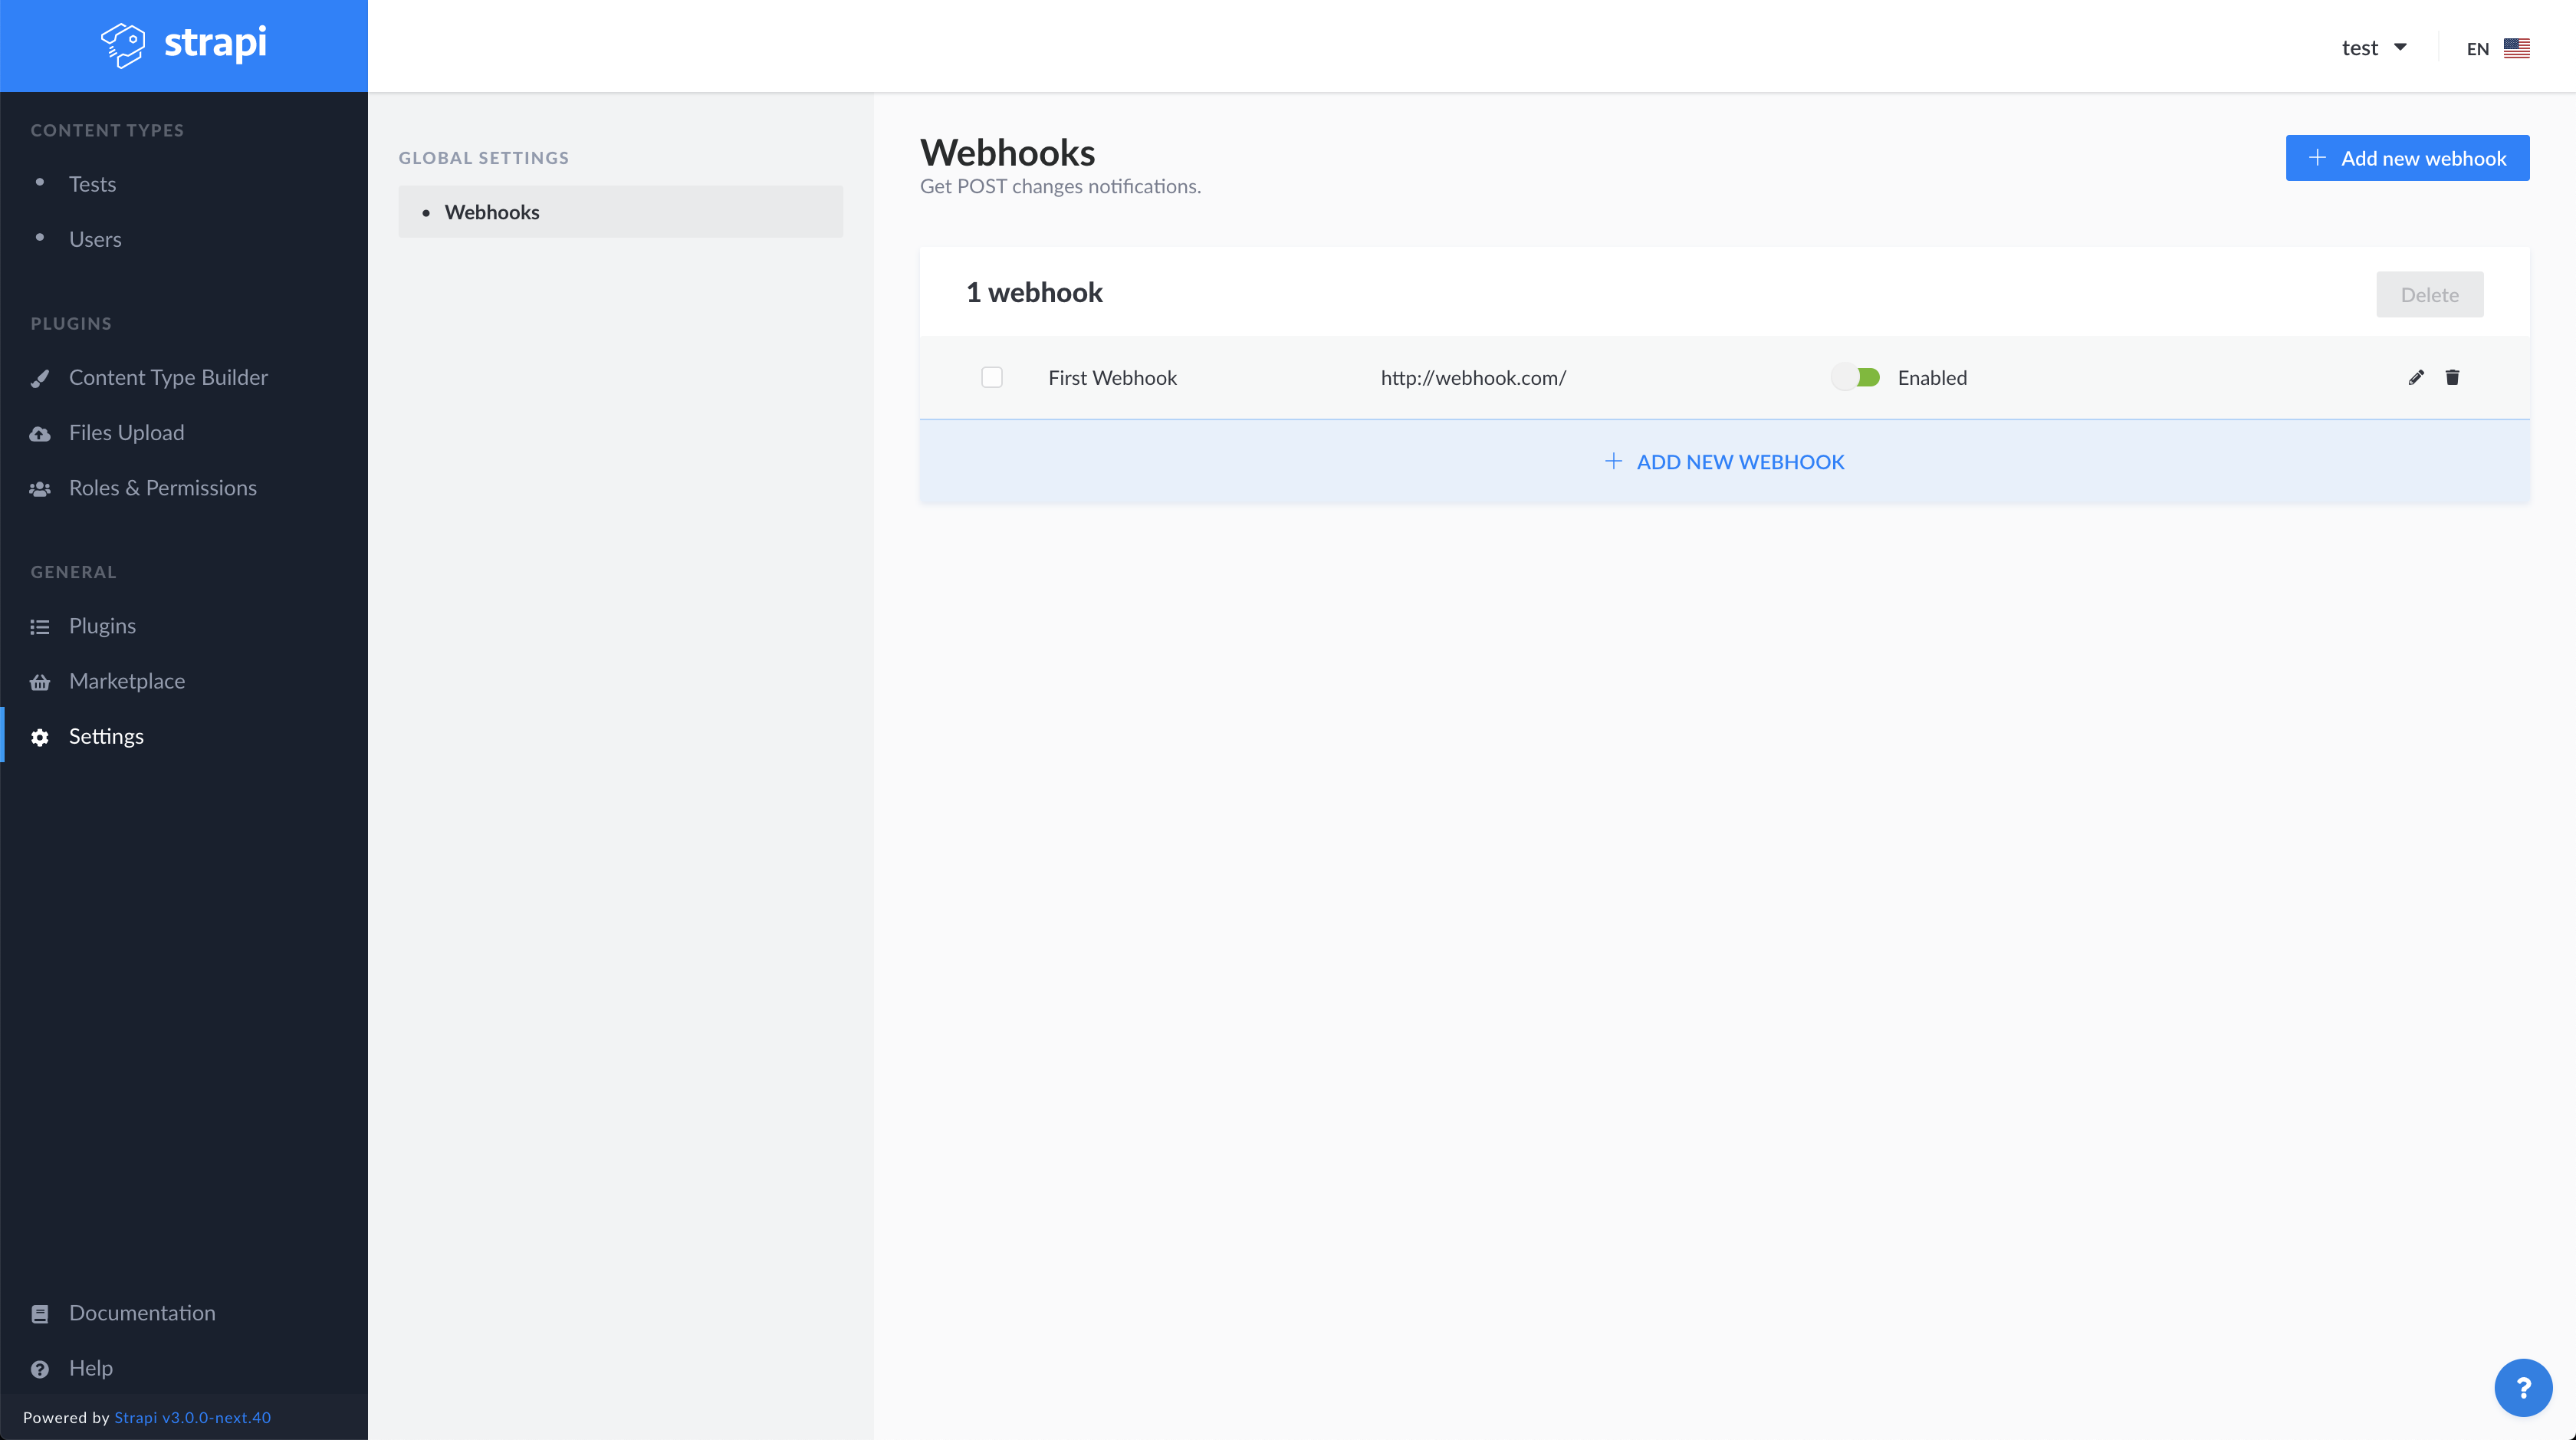 strapi
test
EN
CONTENT TYPES
Tests
Users
PLUGINS
Content Type Builder
Files Upload
Roles & Permissions
GENERAL
Plugins
Marketplace
Settings
Documentation
Help
Powered by Strapi v3.0.0-next.40
GLOBAL SETTINGS
Webhooks
Webhooks
Get POST changes notifications.
Add new webhook
1 webhook
Delete
First Webhook http://webhook.com/ Enabled
ADD NEW WEBHOOK
?